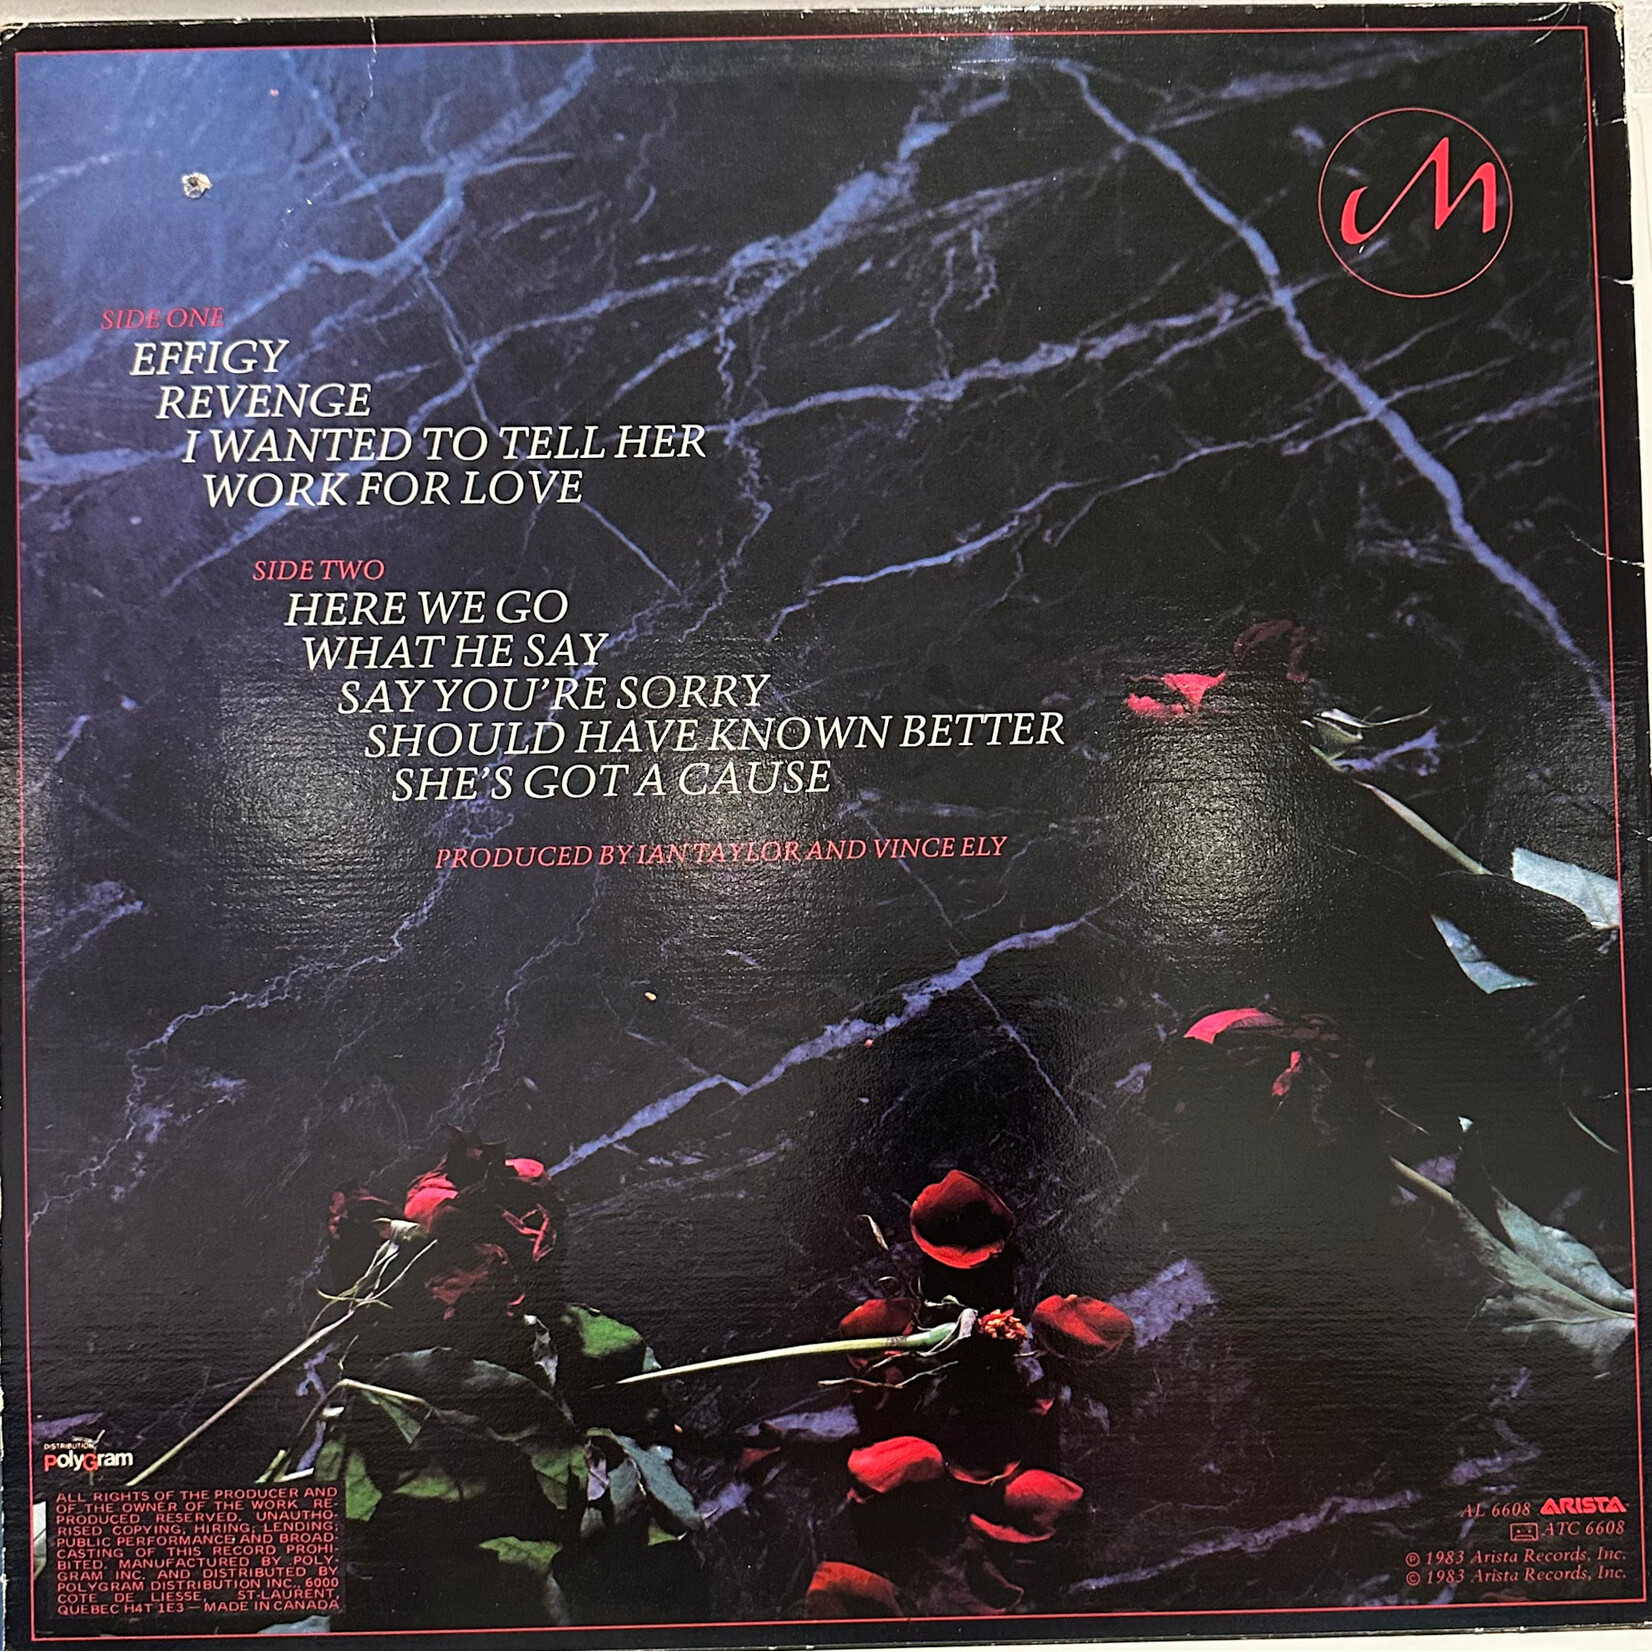 M
SIDE ONE
EFFIGY
REVENGE
I WANTED TO TELL HER
WORK FOR LOVE
SIDE TWO
HERE WE GO
WHAT HE SAY
SAY YOU'RE SORRY
SHOULD HAVE KNOWN BETTER
SHE'S GOT A CAUSE
PRODUCED BY IAN TAYLOR AND VINCE ELY
DISTRIBUTION
PolyGram
ALL RIGHTS OF THE PRODUCER AND
OF THE OWNER OF THE WORK RE-
PRODUCED RESERVED. UNAUTHO-
RISED COPYING, HIRING, LENDING,
PUBLIC PERFORMANCE AND BROAD-
CASTING OF THIS RECORD PROHI-
BITED. MANUFACTURED BY POLY-
GRAM INC. AND DISTRIBUTED BY
POLYGRAM DISTRIBUTION INC., 6000
COTE DE LIESSE, ST-LAURENT,
QUEBEC H4T 1E3 — MADE IN CANADA
AL 6608 ARISTA
ATC 6608
℗ 1983 Arista Records, Inc.
© 1983 Arista Records, Inc.